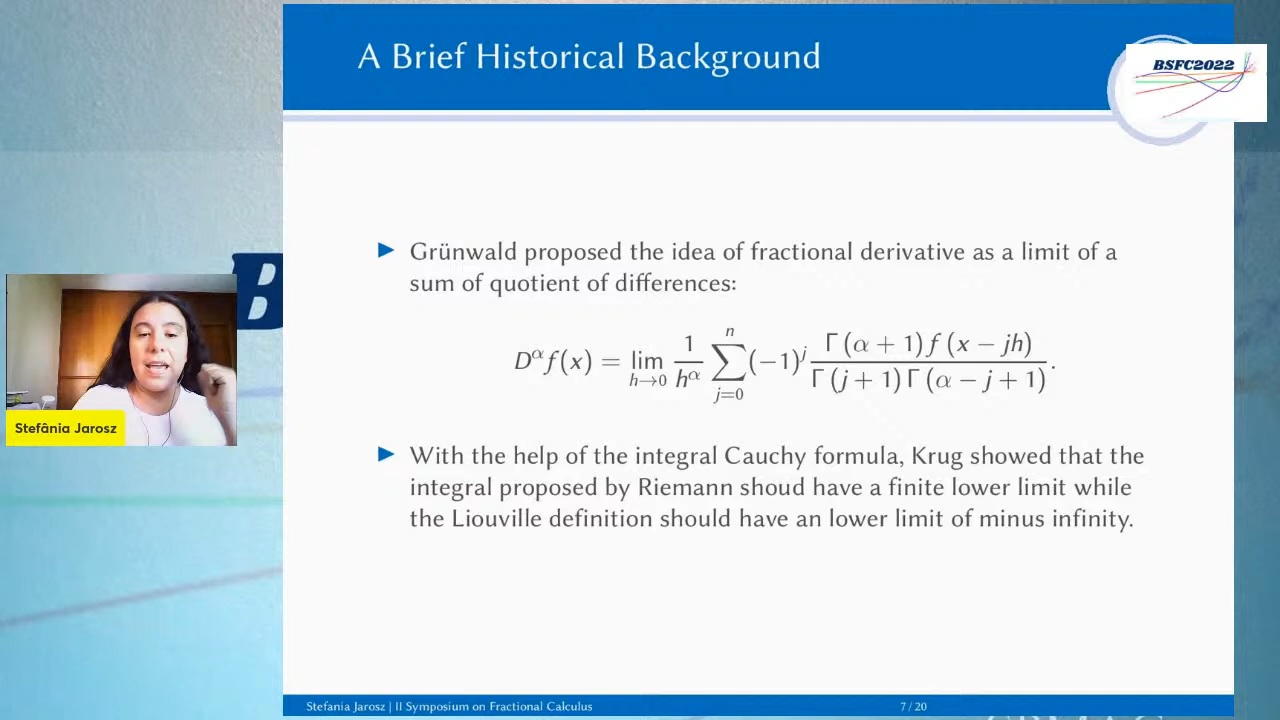 A Brief Historical Background
BSFC2022
▶ Grünwald proposed the idea of fractional derivative as a limit of a
sum of quotient of differences:
D^α f(x) = lim_{h→0} 1/h^α ∑_{j=0}^{n} (−1)^j Γ(α + 1) f(x − jh) / Γ(j + 1) Γ(α − j + 1).
▶ With the help of the integral Cauchy formula, Krug showed that the
integral proposed by Riemann shoud have a finite lower limit while
the Liouville definition should have an lower limit of minus infinity.
B
Stefânia Jarosz
Stefania Jarosz | II Symposium on Fractional Calculus
7 / 20